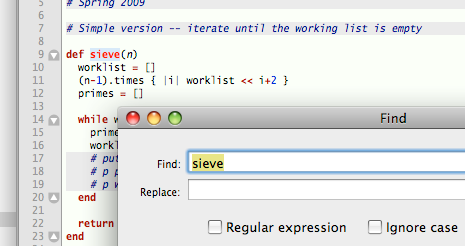 5 # Spring 2009
6
7 # Simple version -- iterate until the working list is empty
8
9 def sieve(n)
10 worklist = []
11 (n-1).times { |i| worklist << i+2 }
12 primes = []
13
14 while w
15 prime
16 workl
17 # put
18 # p p
19 # p w
20 end
21
22 return
23 end
Find
Find: sieve
Replace:
Regular expression Ignore case